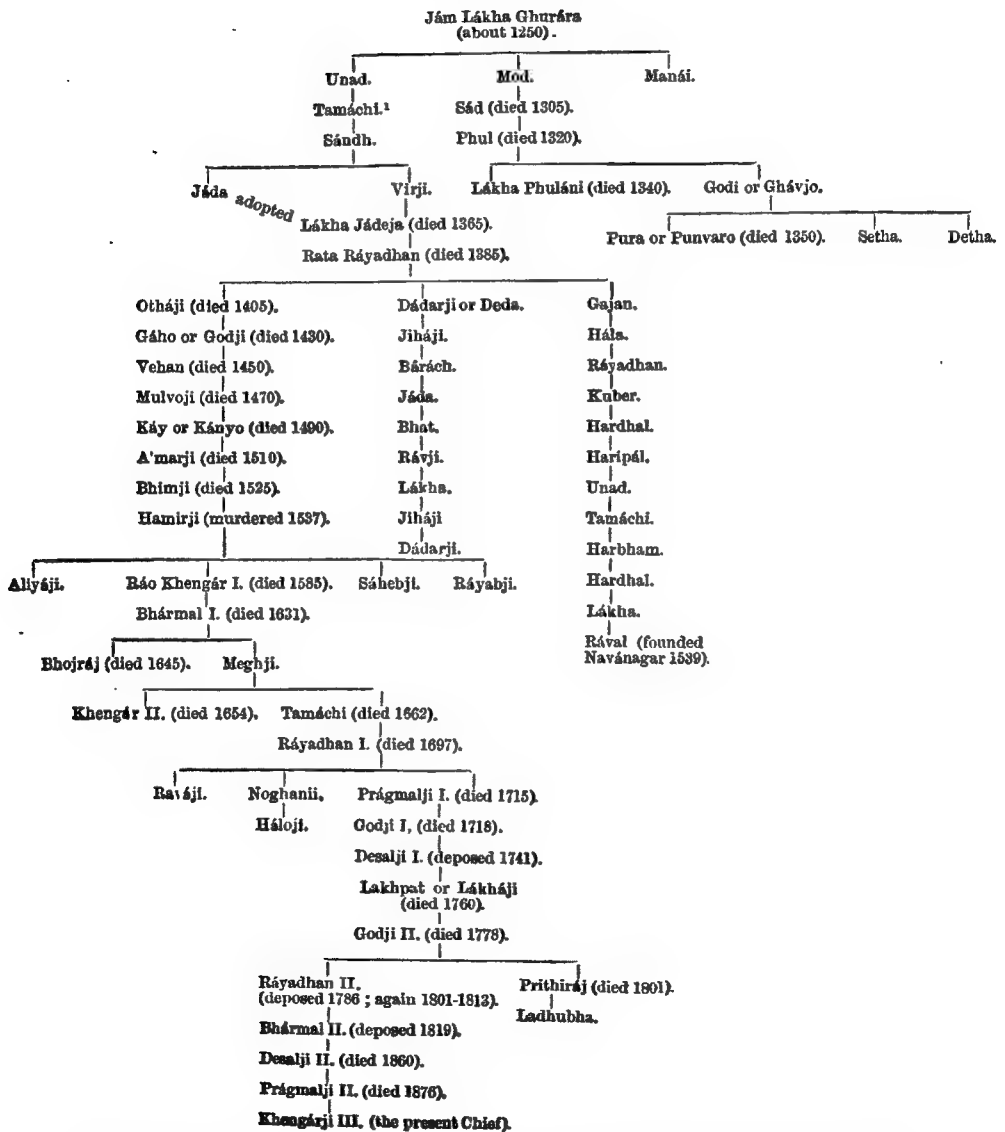 Jám Lákha Ghurára
(about 1250).
Unad. Mod. Manái.
Tamáchi.¹ Sád (died 1305).
Sándh. Phul (died 1320).
Jáda adopted Virji. Lákha Phuláni (died 1340). Godi or Ghávjo.
Lákha Jádeja (died 1365). Pura or Punvaro (died 1350). Setha. Detha.
Rata Ráyadhan (died 1385).
Otháji (died 1405). Dádarji or Deda. Gajan.
Gáho or Godji (died 1430). Jiháji. Hála.
Vehan (died 1450). Bárách. Ráyadhan.
Mulvoji (died 1470). Jáda. Kuber.
Káy or Kányo (died 1490). Bhat. Hardhal.
A'marji (died 1510). Rávji. Haripál.
Bhimji (died 1525). Lákha. Unad.
Hamirji (murdered 1537). Jiháji Tamáchi.
Dádarji. Harbham.
Aliyáji. Ráo Khengár I. (died 1585). Sáhebji. Ráyabji. Hardhal.
Bhármal I. (died 1631). Lákha.
Rával (founded
Bhojráj (died 1645). Meghji. Navánagar 1539).
Khengár II. (died 1654). Tamáchi (died 1662).
Ráyadhan I. (died 1697).
Raváji. Noghanii. Prágmalji I. (died 1715).
Háloji. Godji I, (died 1718).
Desalji I. (deposed 1741).
Lakhpat or Lákháji
(died 1760).
Godji II. (died 1778).
Ráyadhan II. Prithiráj (died 1801).
(deposed 1786 ; again 1801-1813). Ladhubha.
Bhármal II. (deposed 1819).
Desalji II. (died 1860).
Prágmalji II. (died 1876).
Khengárji III. (the present Chief).